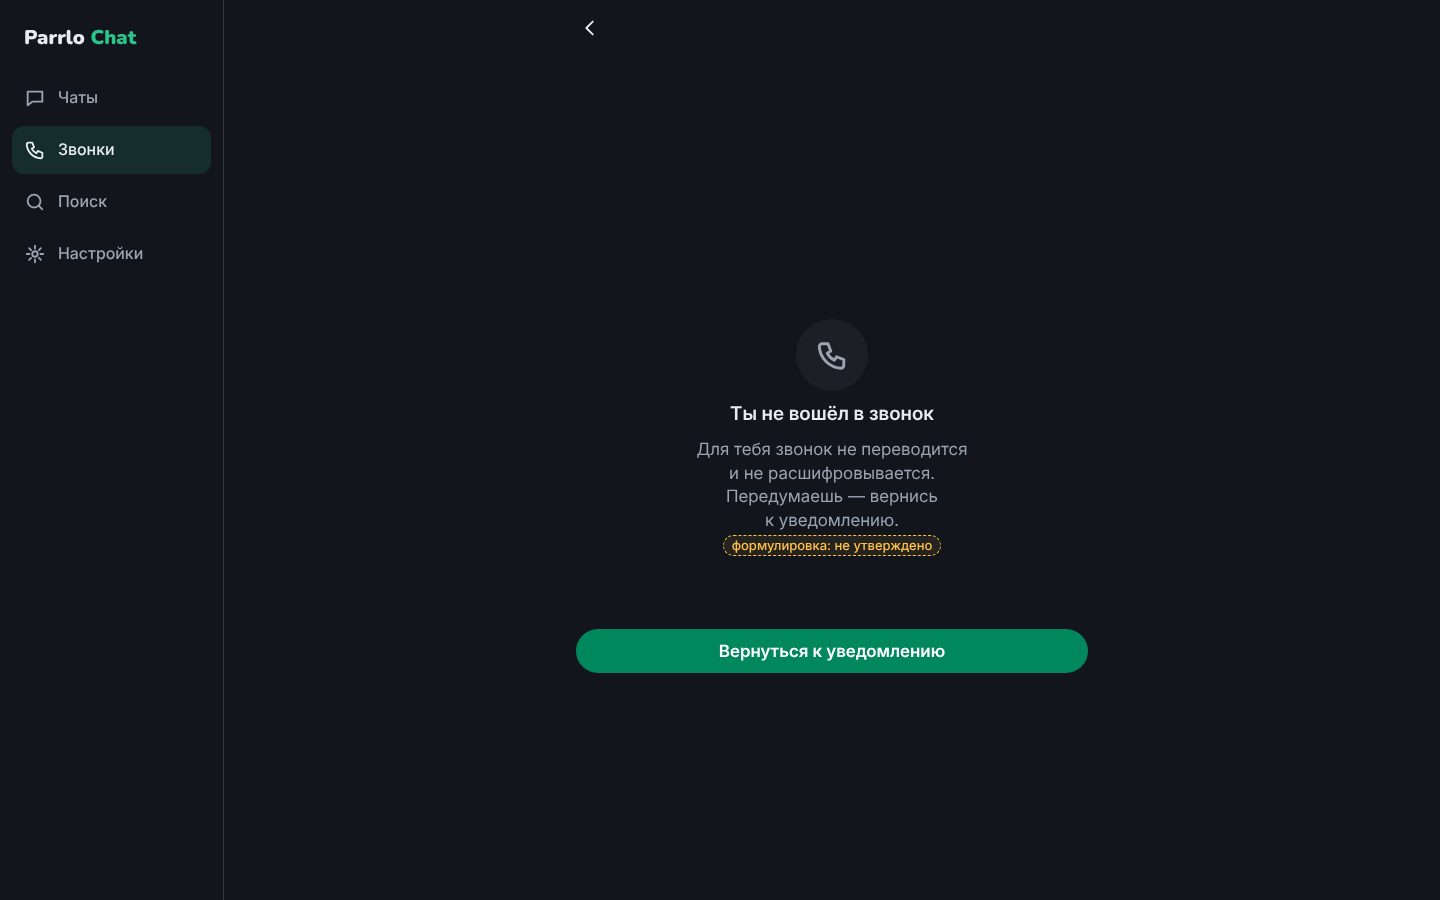 Parrlo Chat
Чаты
Звонки
Поиск
Настройки
Ты не вошёл в звонок
Для тебя звонок не переводится
и не расшифровывается.
Передумаешь — вернись
к уведомлению.
формулировка: не утверждено
Вернуться к уведомлению